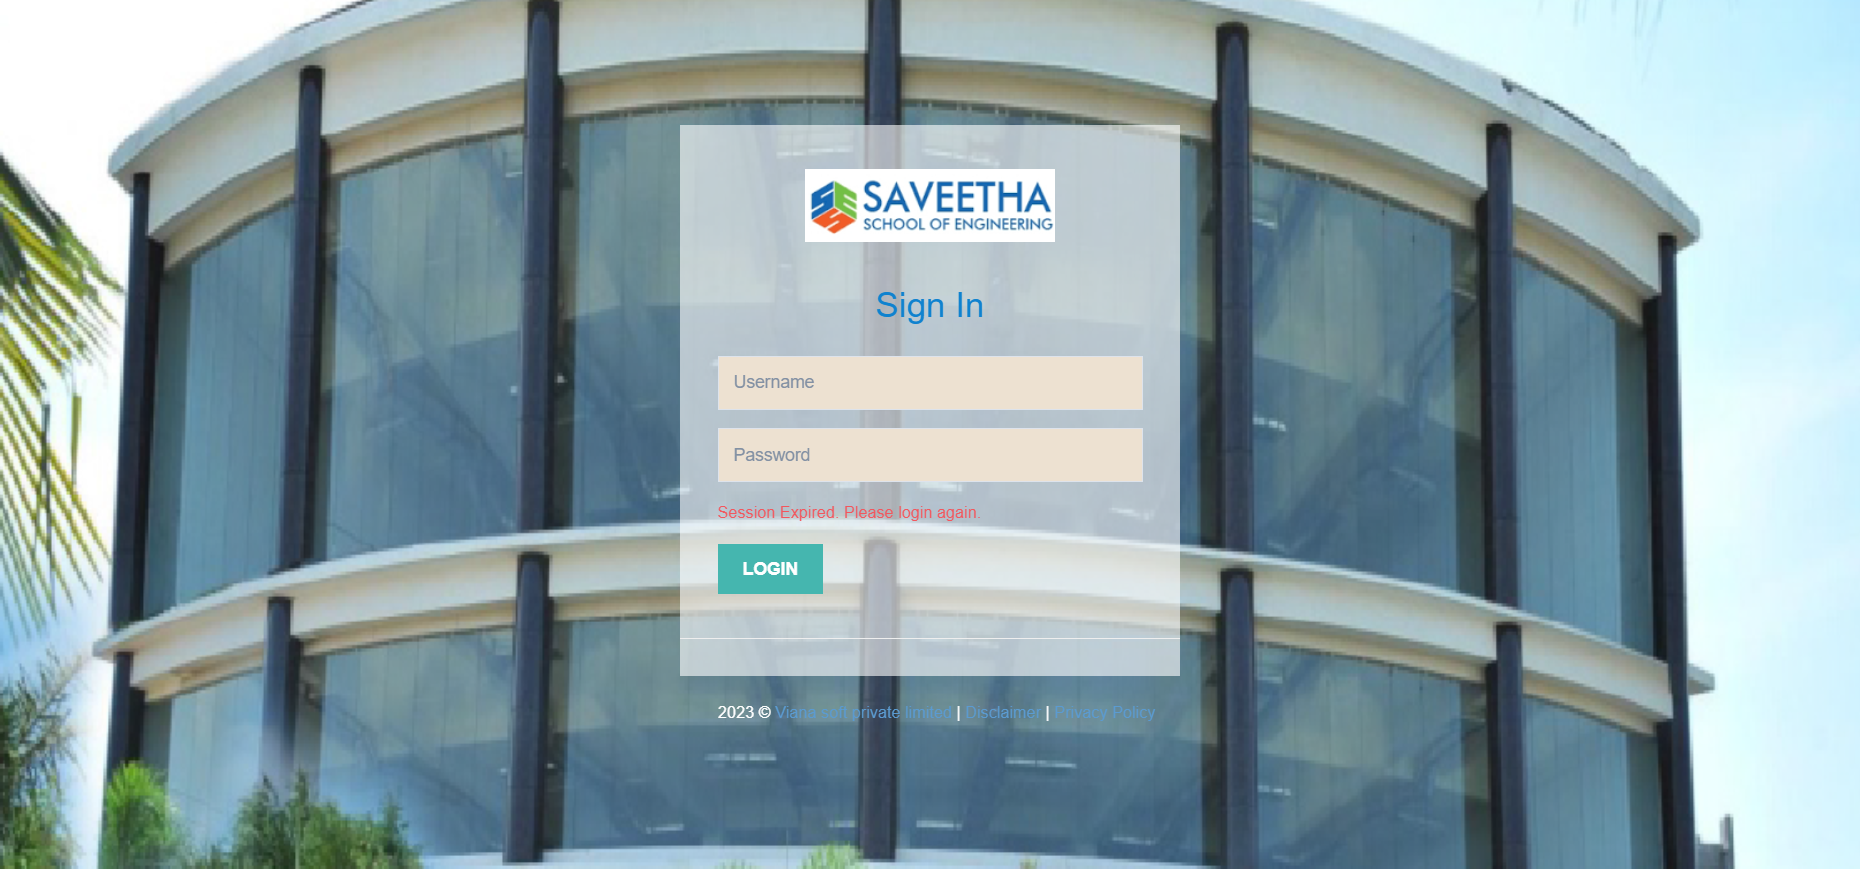 SAVEETHA
SCHOOL OF ENGINEERING
Sign In
Username
Password
Session Expired. Please login again.
LOGIN
2023 © Viana soft private limited | Disclaimer | Privacy Policy